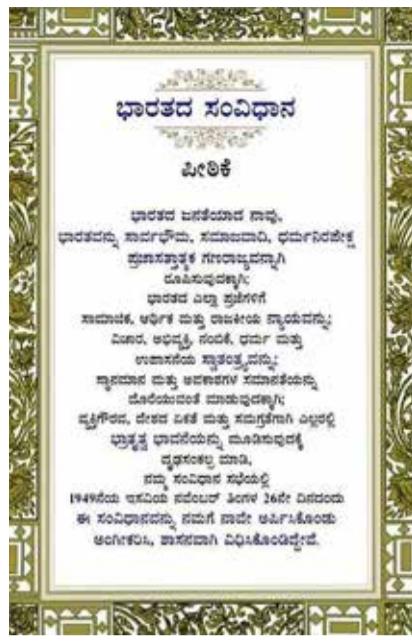 ಭಾರತದ ಸಂವಿಧಾನ
ಪೀಠಿಕೆ
ಭಾರತದ ಜನತೆಯಾದ ನಾವು,
ಭಾರತವನ್ನು ಸಾರ್ವಭೌಮ, ಸಮಾಜವಾದಿ, ಧರ್ಮನಿರಪೇಕ್ಷ
ಪ್ರಜಾಸತ್ತಾತ್ಮಕ ಗಣರಾಜ್ಯವನ್ನಾಗಿ
ರೂಪಿಸುವುದಕ್ಕಾಗಿ;
ಭಾರತದ ಎಲ್ಲಾ ಪ್ರಜೆಗಳಿಗೆ
ಸಾಮಾಜಿಕ, ಆರ್ಥಿಕ ಮತ್ತು ರಾಜಕೀಯ ನ್ಯಾಯವನ್ನು;
ವಿಚಾರ, ಅಭಿವ್ಯಕ್ತಿ, ನಂಬಿಕೆ, ಧರ್ಮ ಮತ್ತು
ಉಪಾಸನೆಯ ಸ್ವಾತಂತ್ರ್ಯವನ್ನು;
ಸ್ಥಾನಮಾನ ಮತ್ತು ಅವಕಾಶಗಳ ಸಮಾನತೆಯನ್ನು
ದೊರೆಯುವಂತೆ ಮಾಡುವುದಕ್ಕಾಗಿ;
ವ್ಯಕ್ತಿಗೌರವ, ದೇಶದ ಏಕತೆ ಮತ್ತು ಸಮಗ್ರತೆಗಾಗಿ ಎಲ್ಲರಲ್ಲಿ
ಭ್ರಾತೃತ್ವ ಭಾವನೆಯನ್ನು ಮೂಡಿಸುವುದಕ್ಕೆ
ದೃಢಸಂಕಲ್ಪ ಮಾಡಿ,
ನಮ್ಮ ಸಂವಿಧಾನ ಸಭೆಯಲ್ಲಿ
1949ನೆಯ ಇಸವಿಯ ನವೆಂಬರ್ ತಿಂಗಳ 26ನೇ ದಿನದಂದು
ಈ ಸಂವಿಧಾನವನ್ನು ನಮಗೆ ನಾವೇ ಅರ್ಪಿಸಿಕೊಂಡು
ಅಂಗೀಕರಿಸಿ, ಶಾಸನವಾಗಿ ವಿಧಿಸಿಕೊಂಡಿದ್ದೇವೆ.